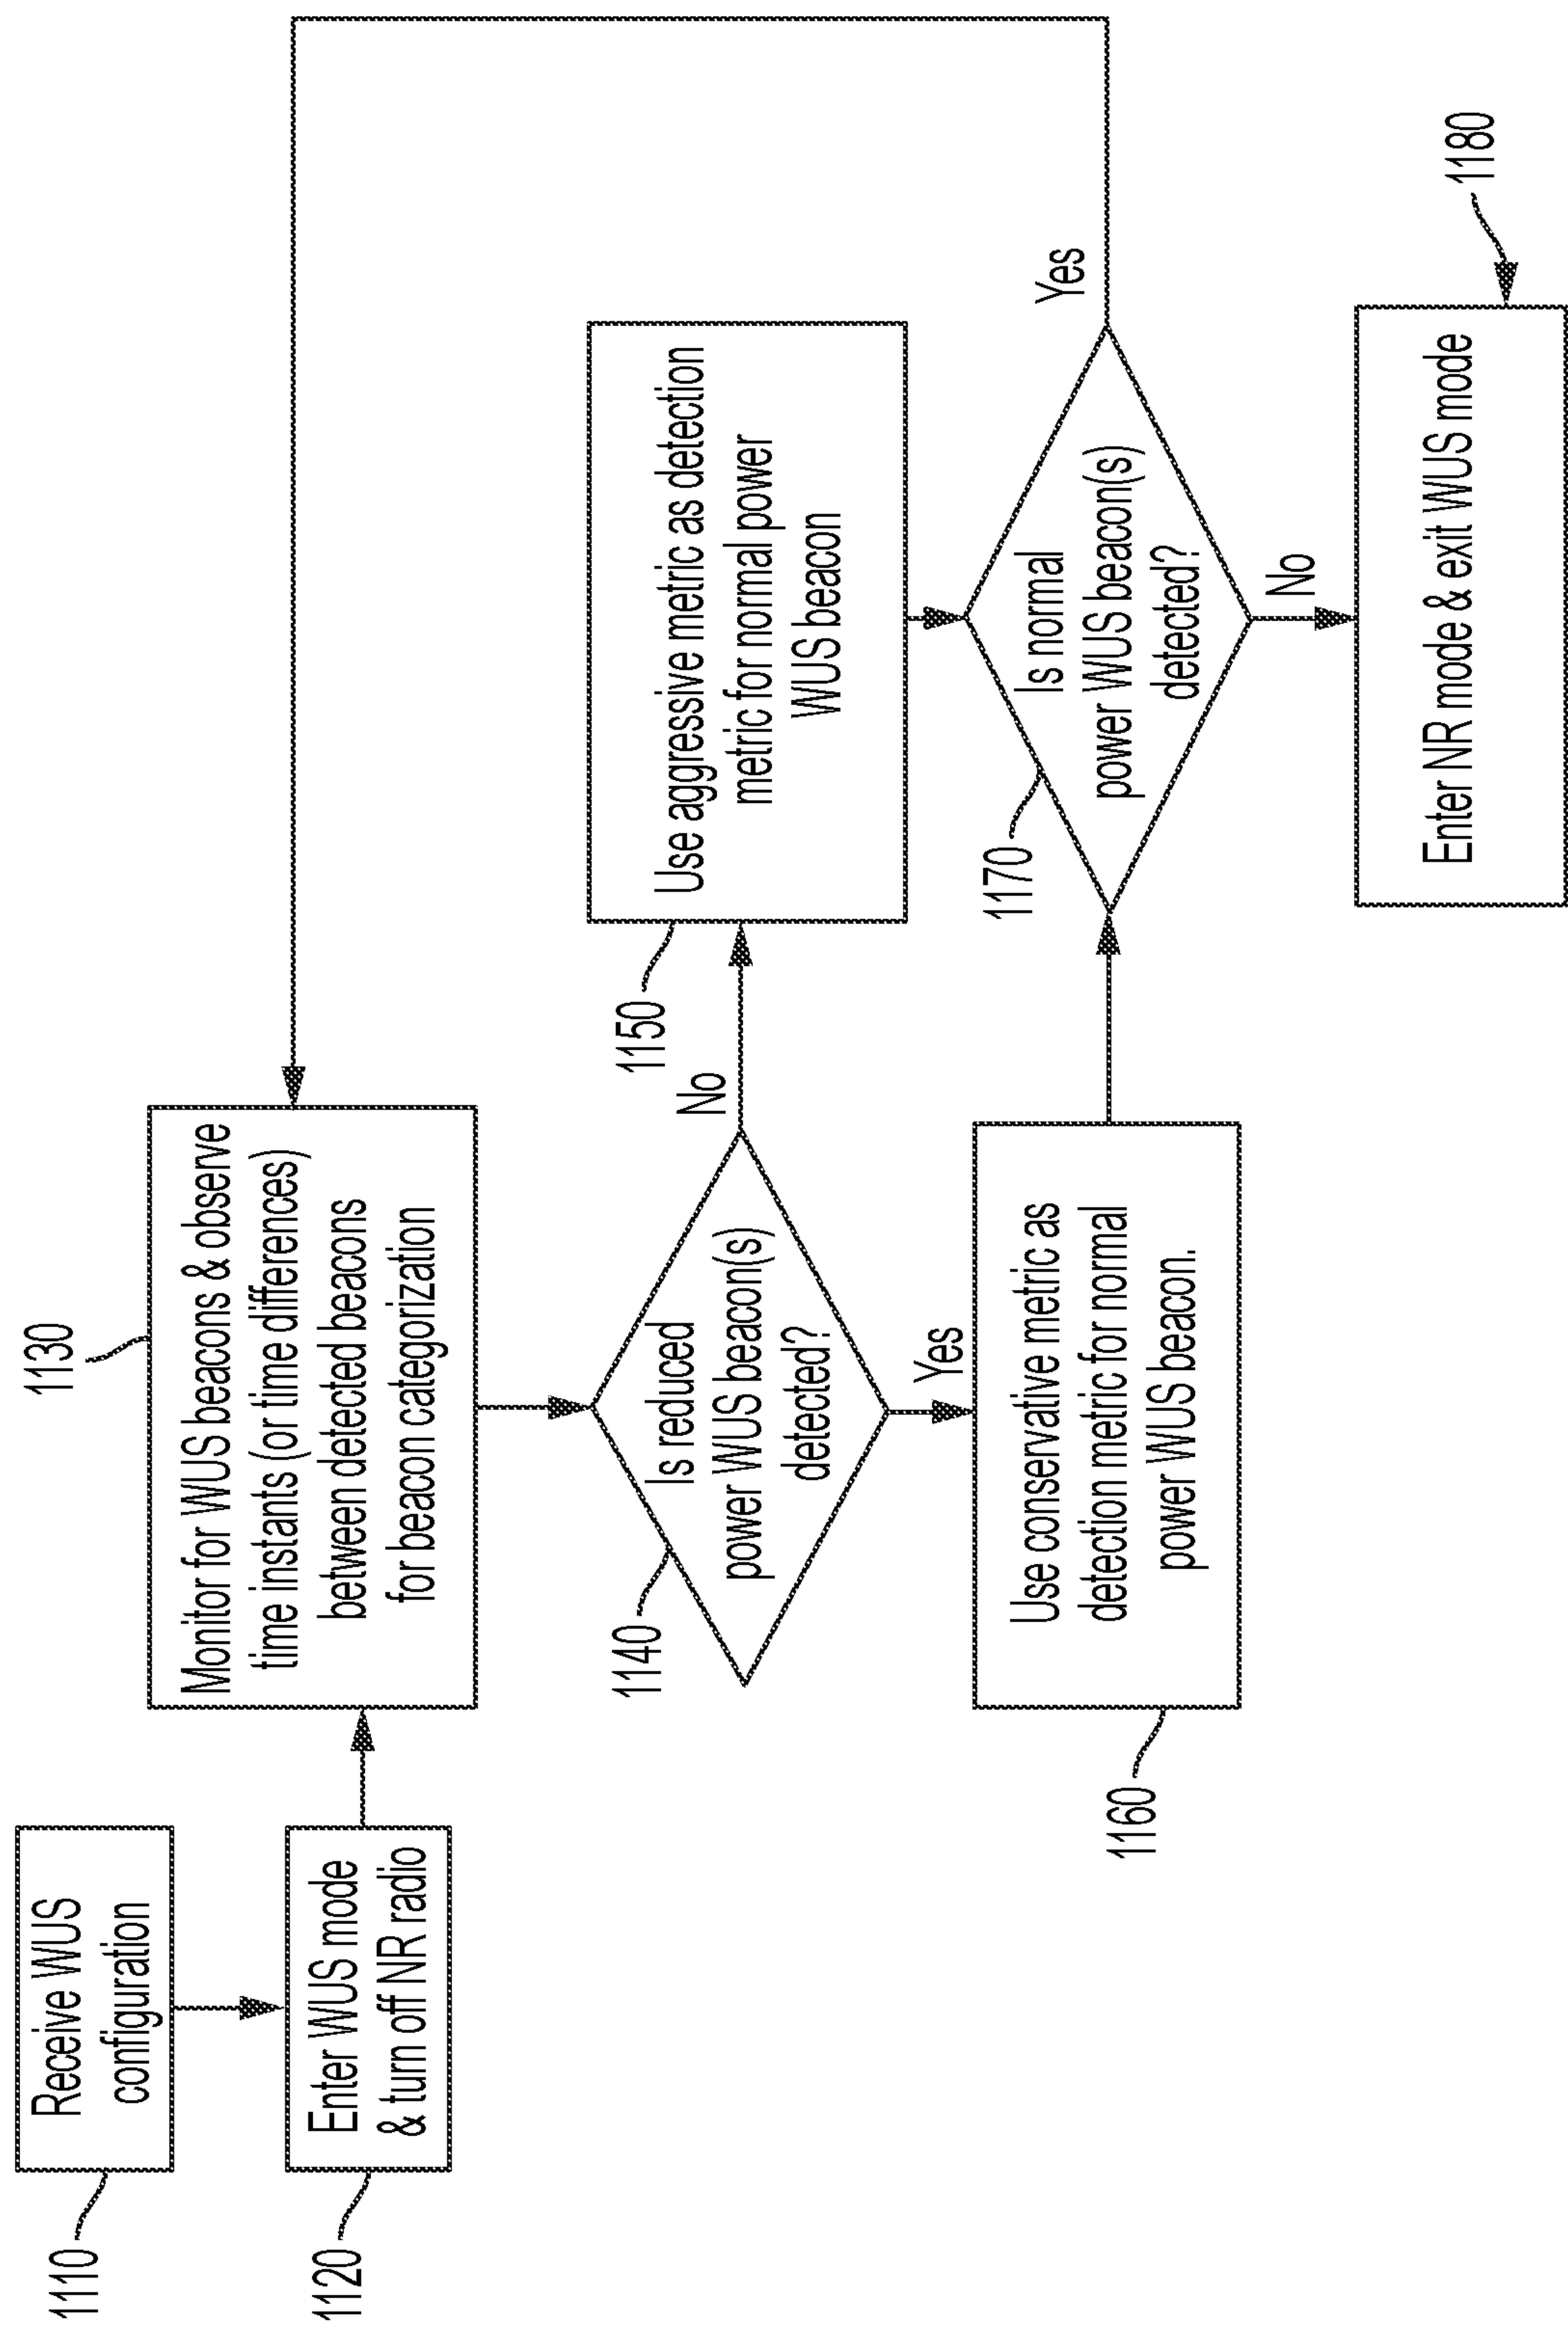 1110
Receive WUS
configuration
1120
Enter WUS mode
& turn off NR radio
1130
Monitor for WUS beacons & observe
time instants (or time differences)
between detected beacons
for beacon categorization
1140
Is reduced
power WUS beacon(s)
detected?
No
Yes
1150
Use aggressive metric as detection
metric for normal power
WUS beacon
1160
Use conservative metric as
detection metric for normal
power WUS beacon.
1170
Is normal
power WUS beacon(s)
detected?
Yes
No
Enter NR mode & exit WUS mode
1180